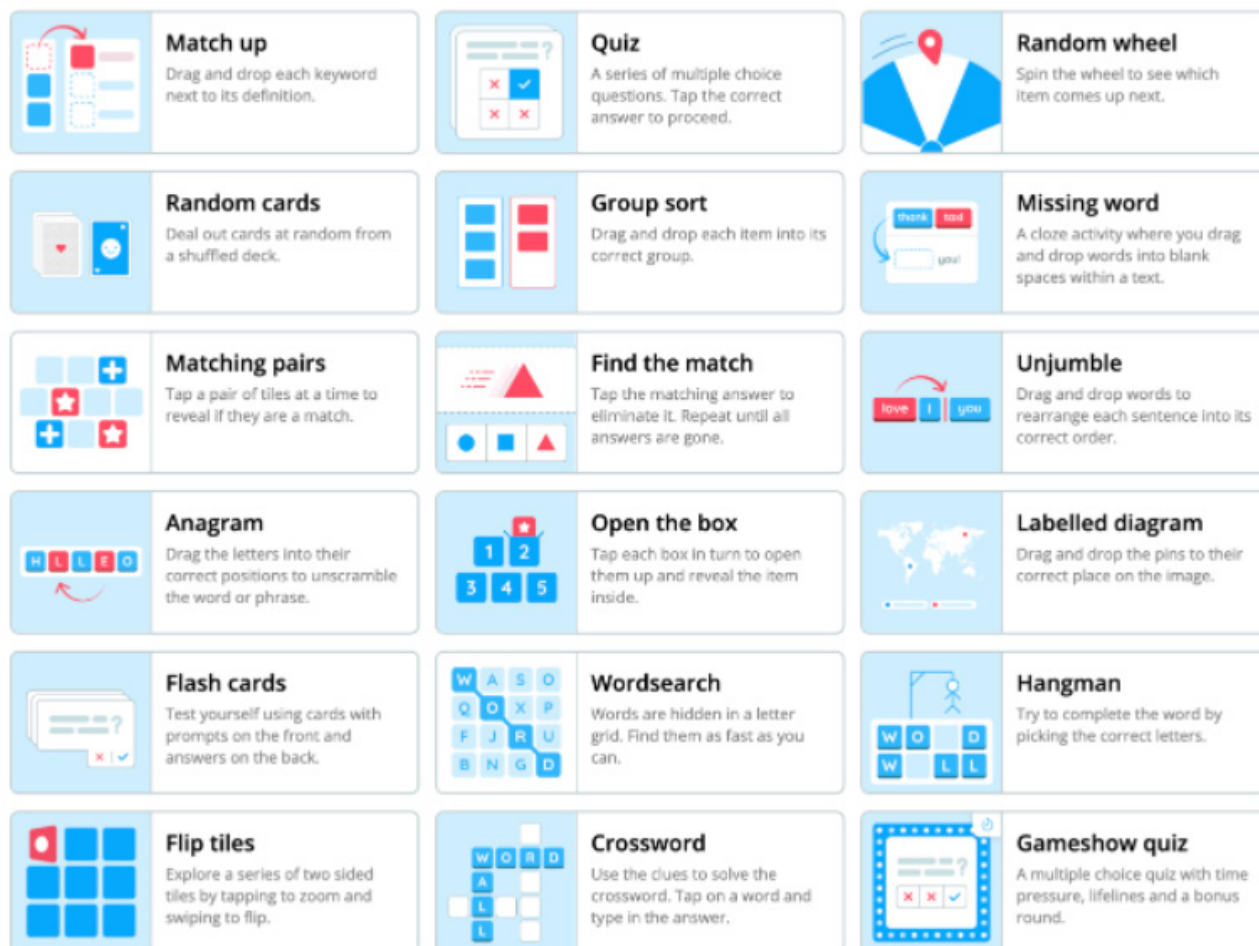 Match up
Drag and drop each keyword
next to its definition.
?
Quiz
A series of multiple choice
questions. Tap the correct
answer to proceed.
Random wheel
Spin the wheel to see which
item comes up next.
Random cards
Deal out cards at random from
a shuffled deck.
Group sort
Drag and drop each item into its
correct group.
thank taxi
you!
Missing word
A cloze activity where you drag
and drop words into blank
spaces within a text.
Matching pairs
Tap a pair of tiles at a time to
reveal if they are a match.
Find the match
Tap the matching answer to
eliminate it. Repeat until all
answers are gone.
love I you
Unjumble
Drag and drop words to
rearrange each sentence into its
correct order.
H L L E O
Anagram
Drag the letters into their
correct positions to unscramble
the word or phrase.
1 2
3 4 5
Open the box
Tap each box in turn to open
them up and reveal the item
inside.
Labelled diagram
Drag and drop the pins to their
correct place on the image.
?
Flash cards
Test yourself using cards with
prompts on the front and
answers on the back.
W A S O
Q O X P
F J R U
B N G D
Wordsearch
Words are hidden in a letter
grid. Find them as fast as you
can.
W O D
W L L
Hangman
Try to complete the word by
picking the correct letters.
Flip tiles
Explore a series of two sided
tiles by tapping to zoom and
swiping to flip.
W O R D
A
L
L
Crossword
Use the clues to solve the
crossword. Tap on a word and
type in the answer.
?
Gameshow quiz
A multiple choice quiz with time
pressure, lifelines and a bonus
round.